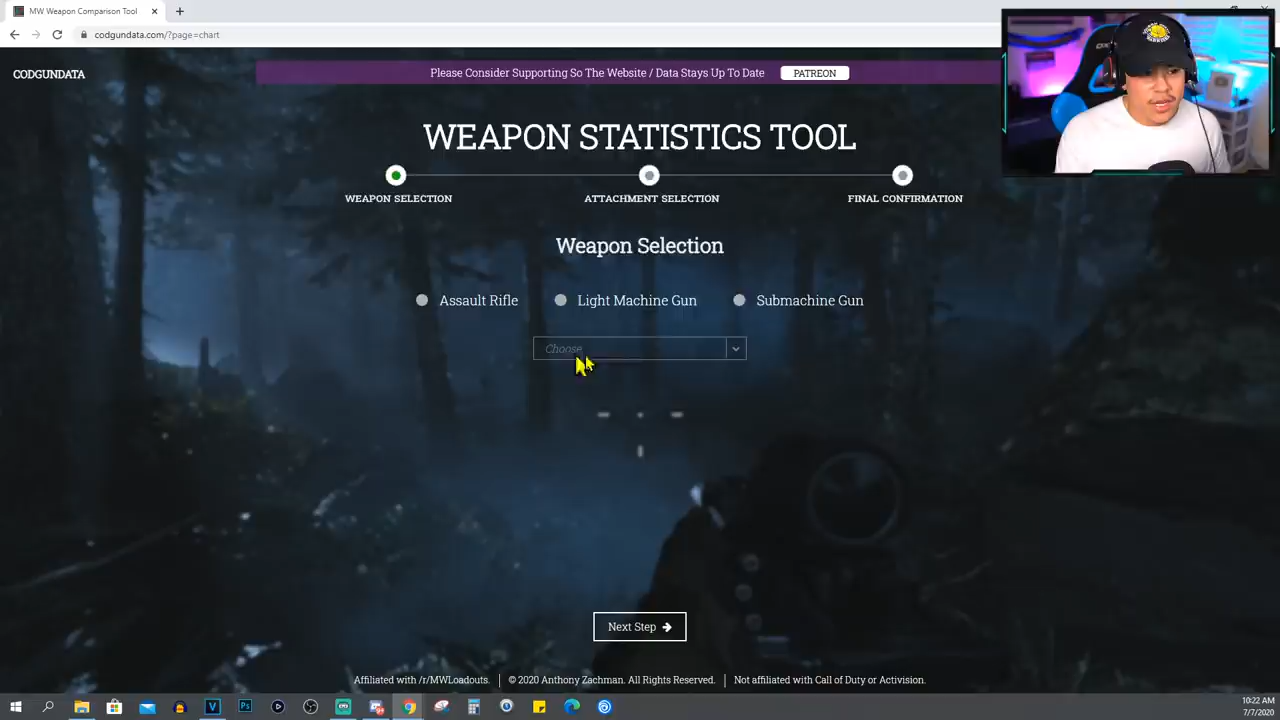 MW Weapon Comparison Tool
codgundata.com/?page=chart
CODGUNDATA
Please Consider Supporting So The Website / Data Stays Up To Date
PATREON
WEAPON STATISTICS TOOL
WEAPON SELECTION
ATTACHMENT SELECTION
FINAL CONFIRMATION
Weapon Selection
Assault Rifle
Light Machine Gun
Submachine Gun
Choose
Next Step
Affiliated with /r/MWLoadouts.
© 2020 Anthony Zachman. All Rights Reserved.
Not affiliated with Call of Duty or Activision.
10:22 AM
7/7/2020